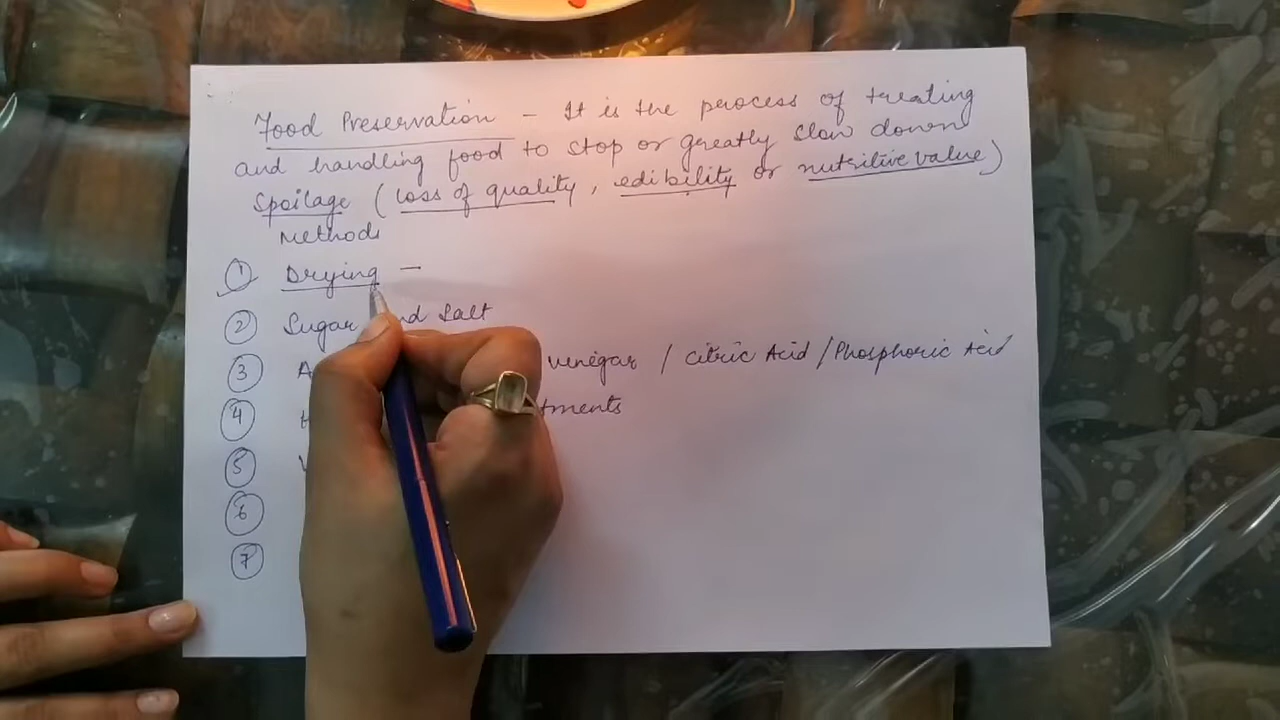 Food Preservation - It is the process of treating
and handling food to stop or greatly slow down
Spoilage (loss of quality, edibility or nutritive value)
Methods
① Drying -
② Sugar and Salt
③ A venegar / Citric Acid / Phosphoric Acid
④ tments
⑤
⑥
⑦